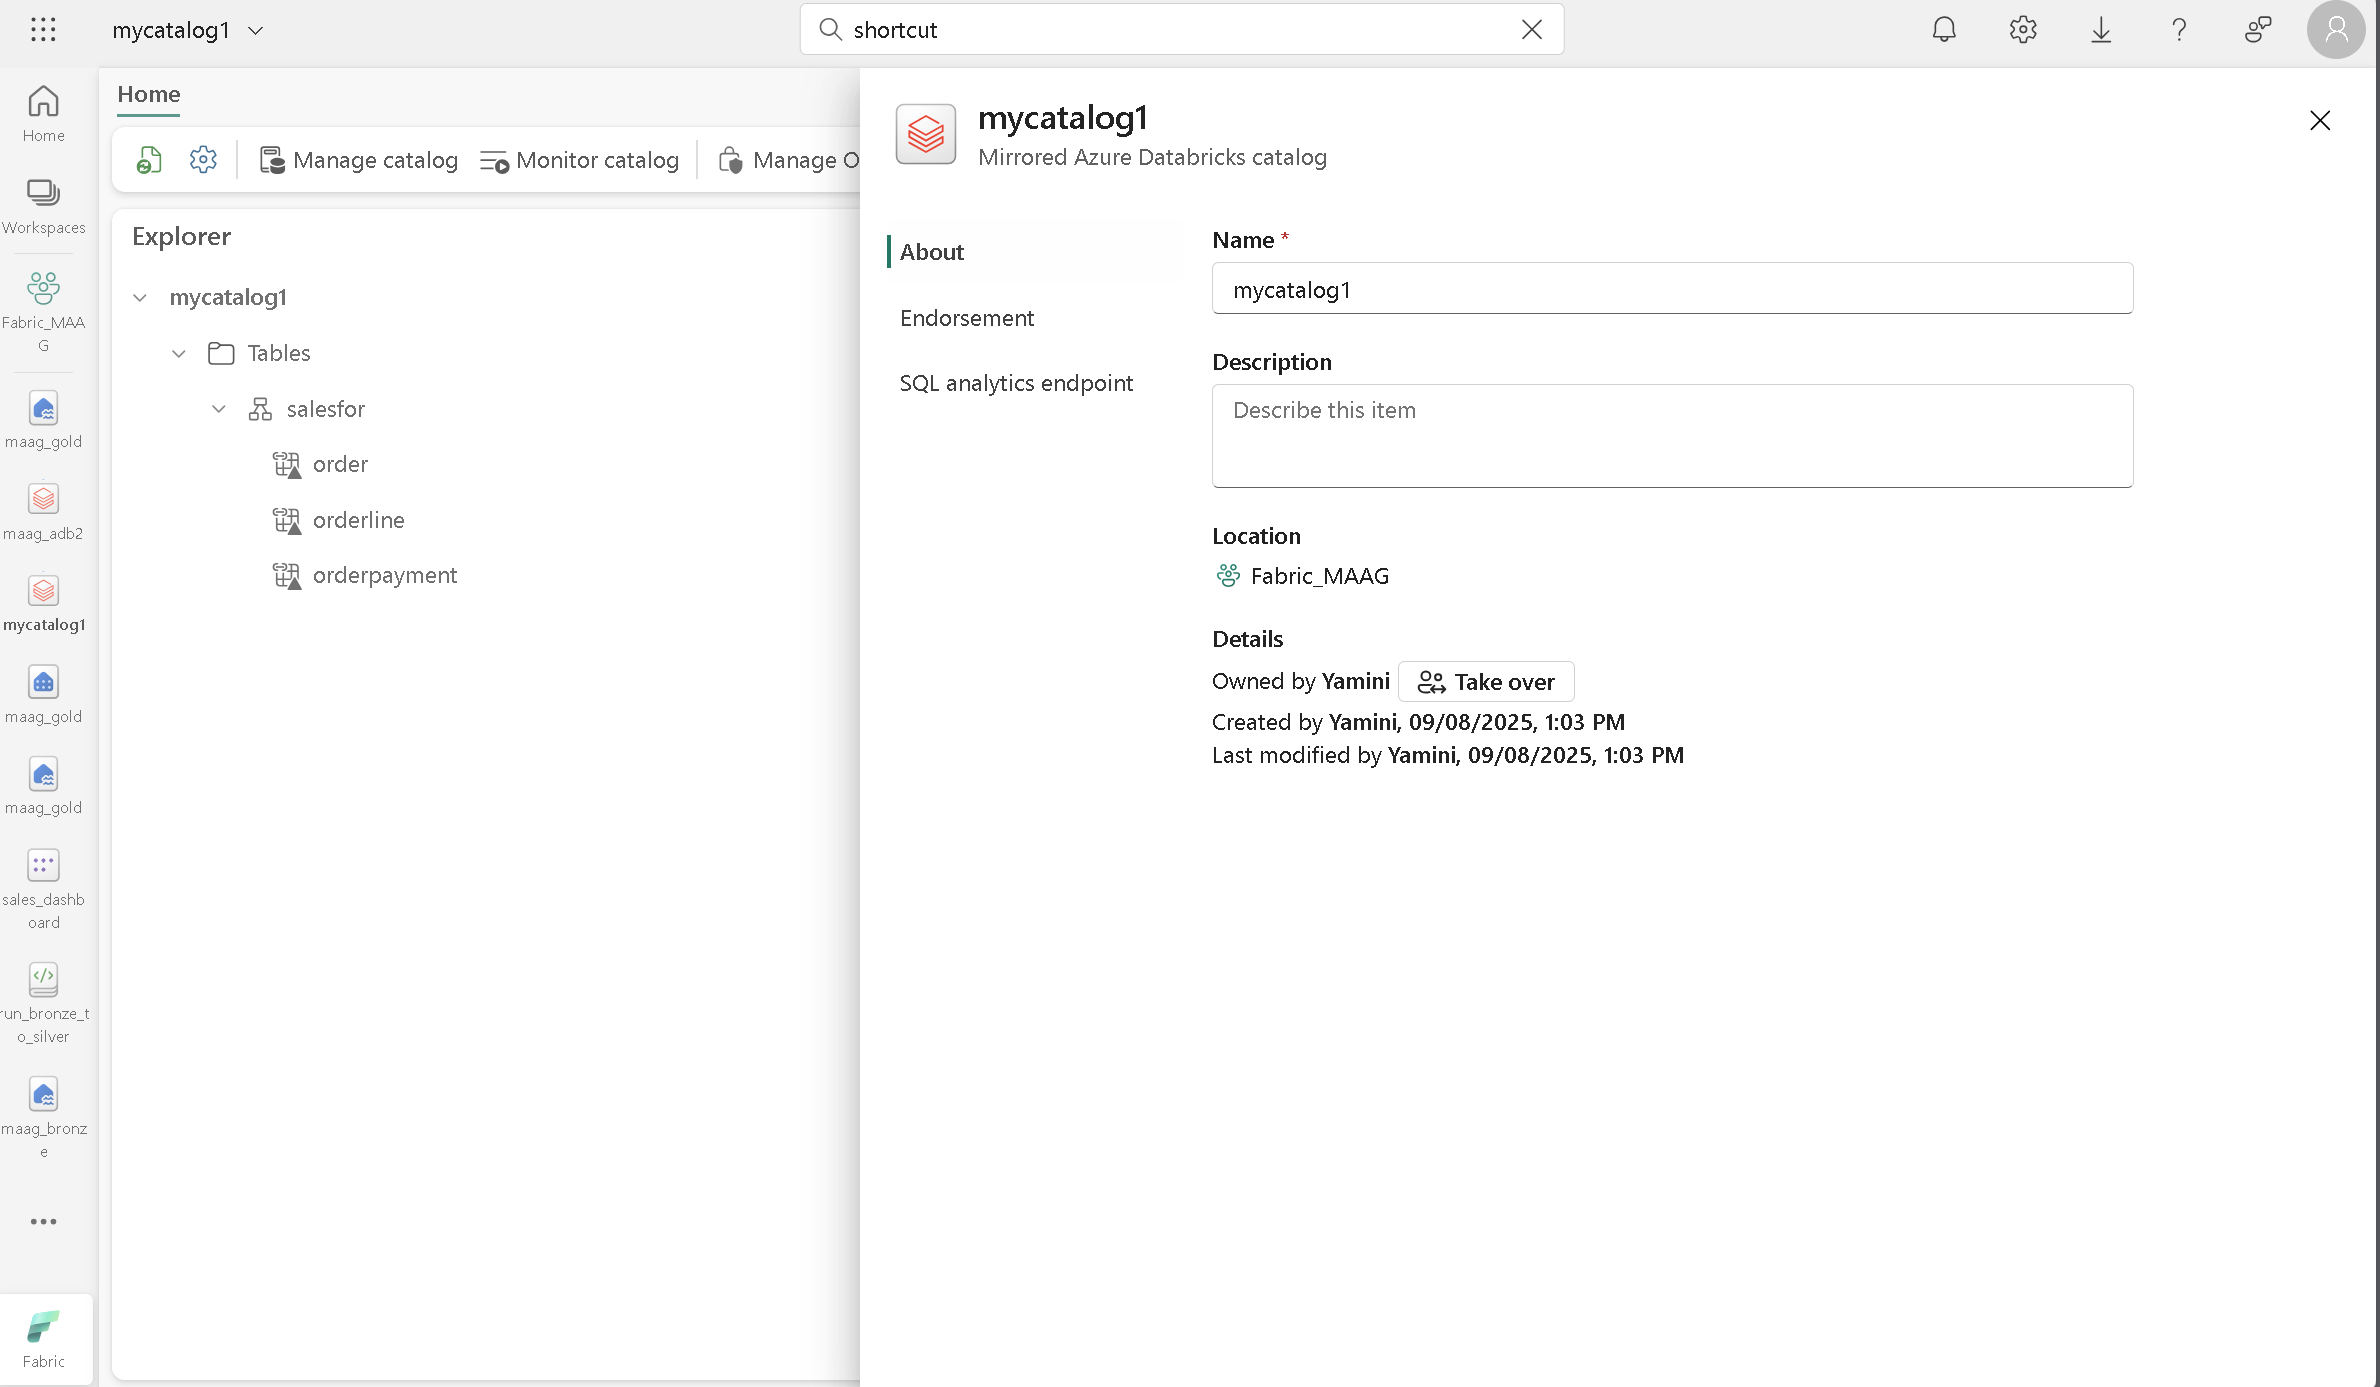 mycatalog1
shortcut
Home
Workspaces
Fabric_MAA
G
maag_gold
maag_adb2
mycatalog1
maag_gold
maag_gold
sales_dashb
oard
run_bronze_t
o_silver
maag_bronz
e
Fabric
Home
Manage catalog
Monitor catalog
Manage O
Explorer
mycatalog1
Tables
salesfor
order
orderline
orderpayment
mycatalog1
Mirrored Azure Databricks catalog
About
Endorsement
SQL analytics endpoint
Name *
mycatalog1
Description
Describe this item
Location
Fabric_MAAG
Details
Owned by Yamini Take over
Created by Yamini, 09/08/2025, 1:03 PM
Last modified by Yamini, 09/08/2025, 1:03 PM